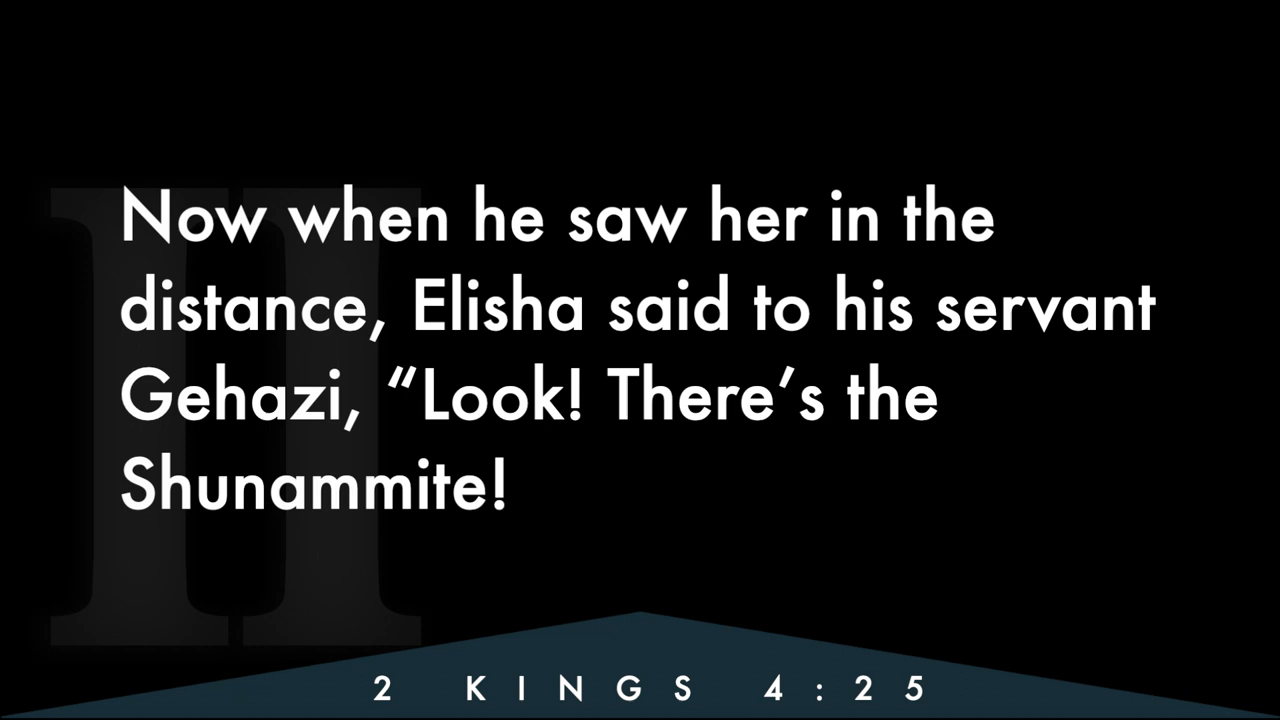 Now when he saw her in the
distance, Elisha said to his servant
Gehazi, “Look! There’s the
Shunammite!
II
2 KINGS 4:25